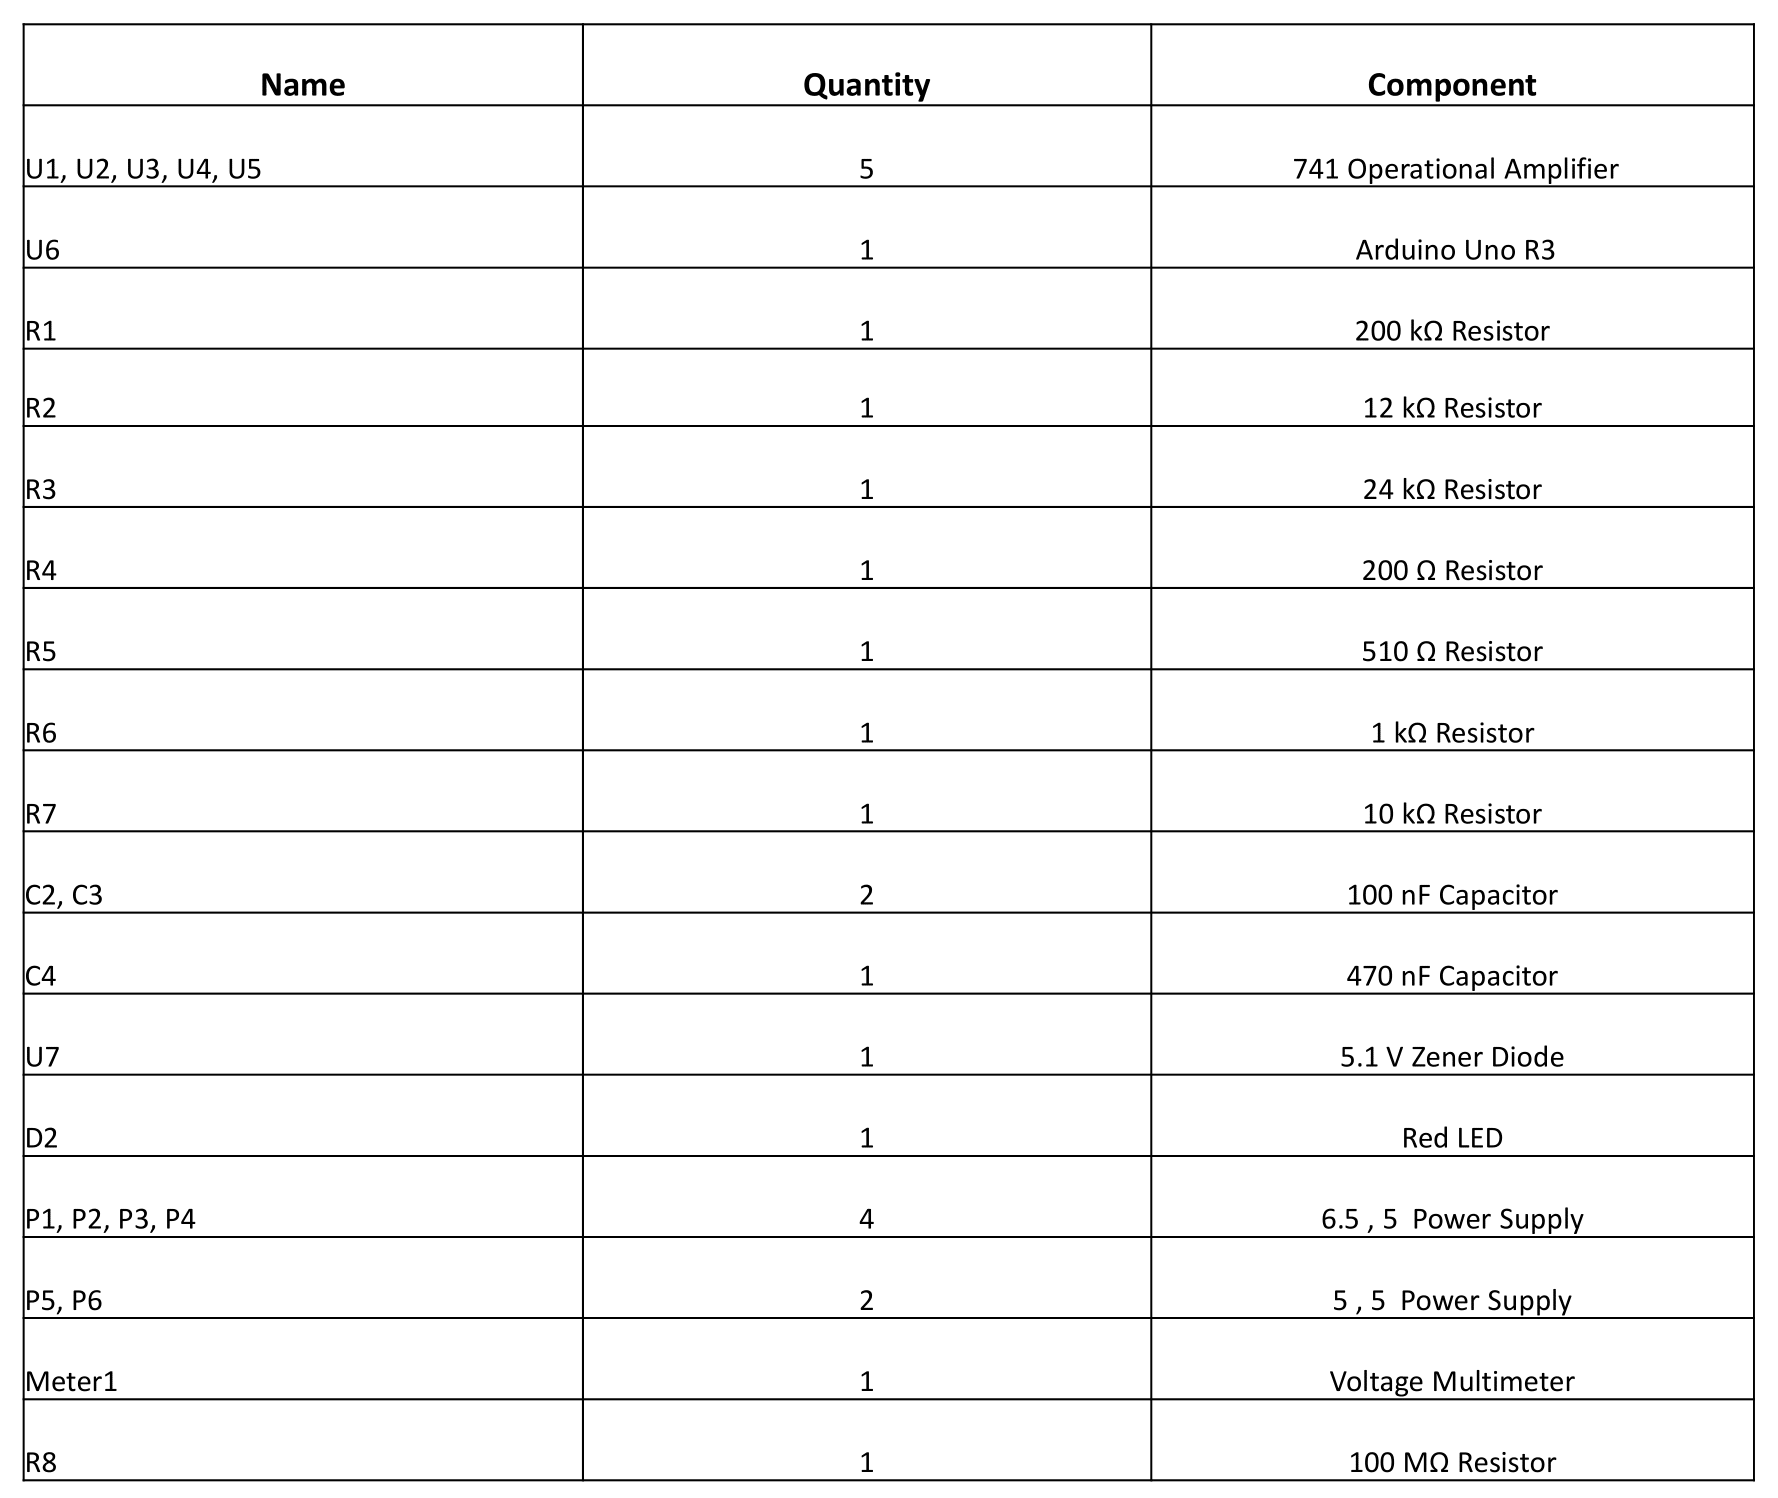 Name Quantity Component
U1, U2, U3, U4, U5 5 741 Operational Amplifier
U6 1 Arduino Uno R3
R1 1 200 kΩ Resistor
R2 1 12 kΩ Resistor
R3 1 24 kΩ Resistor
R4 1 200 Ω Resistor
R5 1 510 Ω Resistor
R6 1 1 kΩ Resistor
R7 1 10 kΩ Resistor
C2, C3 2 100 nF Capacitor
C4 1 470 nF Capacitor
U7 1 5.1 V Zener Diode
D2 1 Red LED
P1, P2, P3, P4 4 6.5 , 5 Power Supply
P5, P6 2 5 , 5 Power Supply
Meter1 1 Voltage Multimeter
R8 1 100 MΩ Resistor